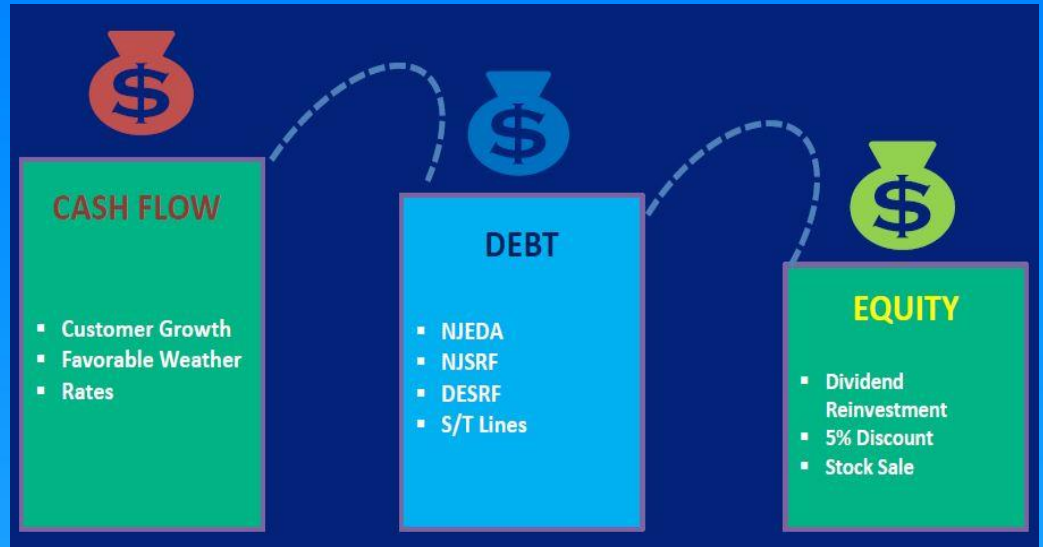 $
CASH FLOW
▪ Customer Growth
▪ Favorable Weather
▪ Rates
$
DEBT
▪ NJEDA
▪ NJSRF
▪ DESRF
▪ S/T Lines
$
EQUITY
▪ Dividend
Reinvestment
▪ 5% Discount
▪ Stock Sale